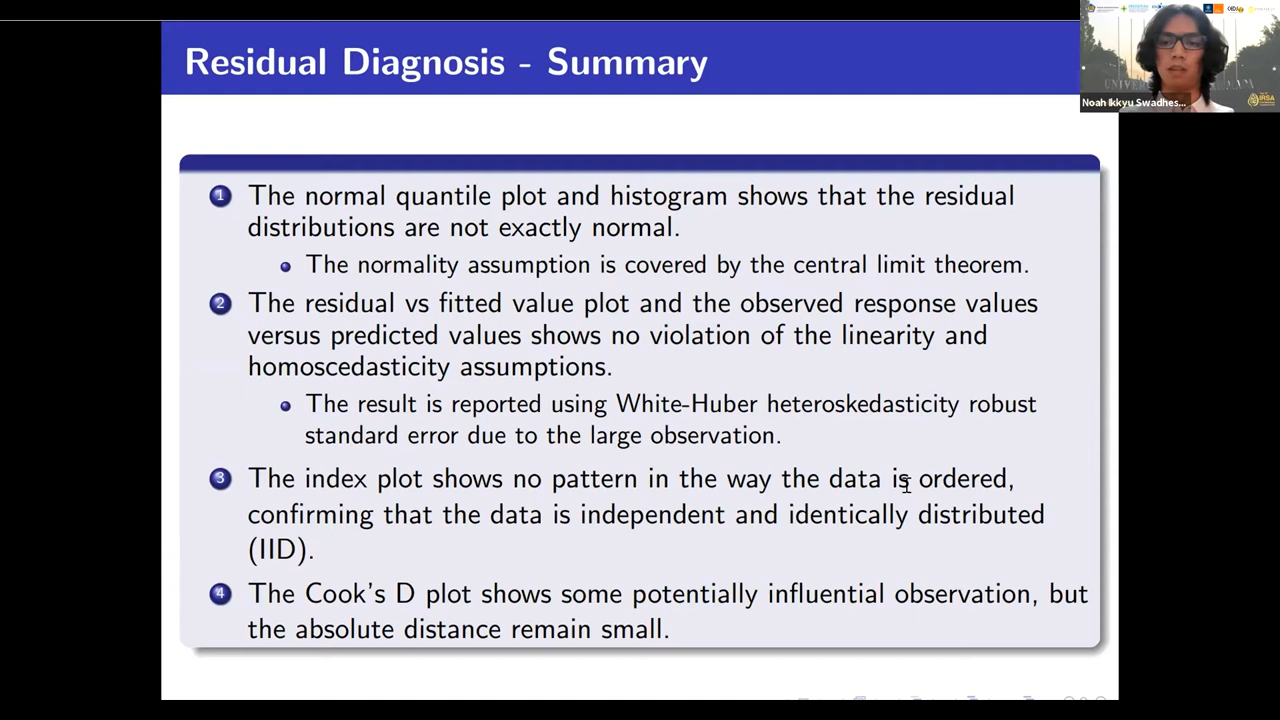 Residual Diagnosis - Summary
Noah Ikkyu Swadhes...
IRSA
1 The normal quantile plot and histogram shows that the residual
distributions are not exactly normal.
The normality assumption is covered by the central limit theorem.
2 The residual vs fitted value plot and the observed response values
versus predicted values shows no violation of the linearity and
homoscedasticity assumptions.
The result is reported using White-Huber heteroskedasticity robust
standard error due to the large observation.
3 The index plot shows no pattern in the way the data is ordered,
confirming that the data is independent and identically distributed
(IID).
4 The Cook's D plot shows some potentially influential observation, but
the absolute distance remain small.